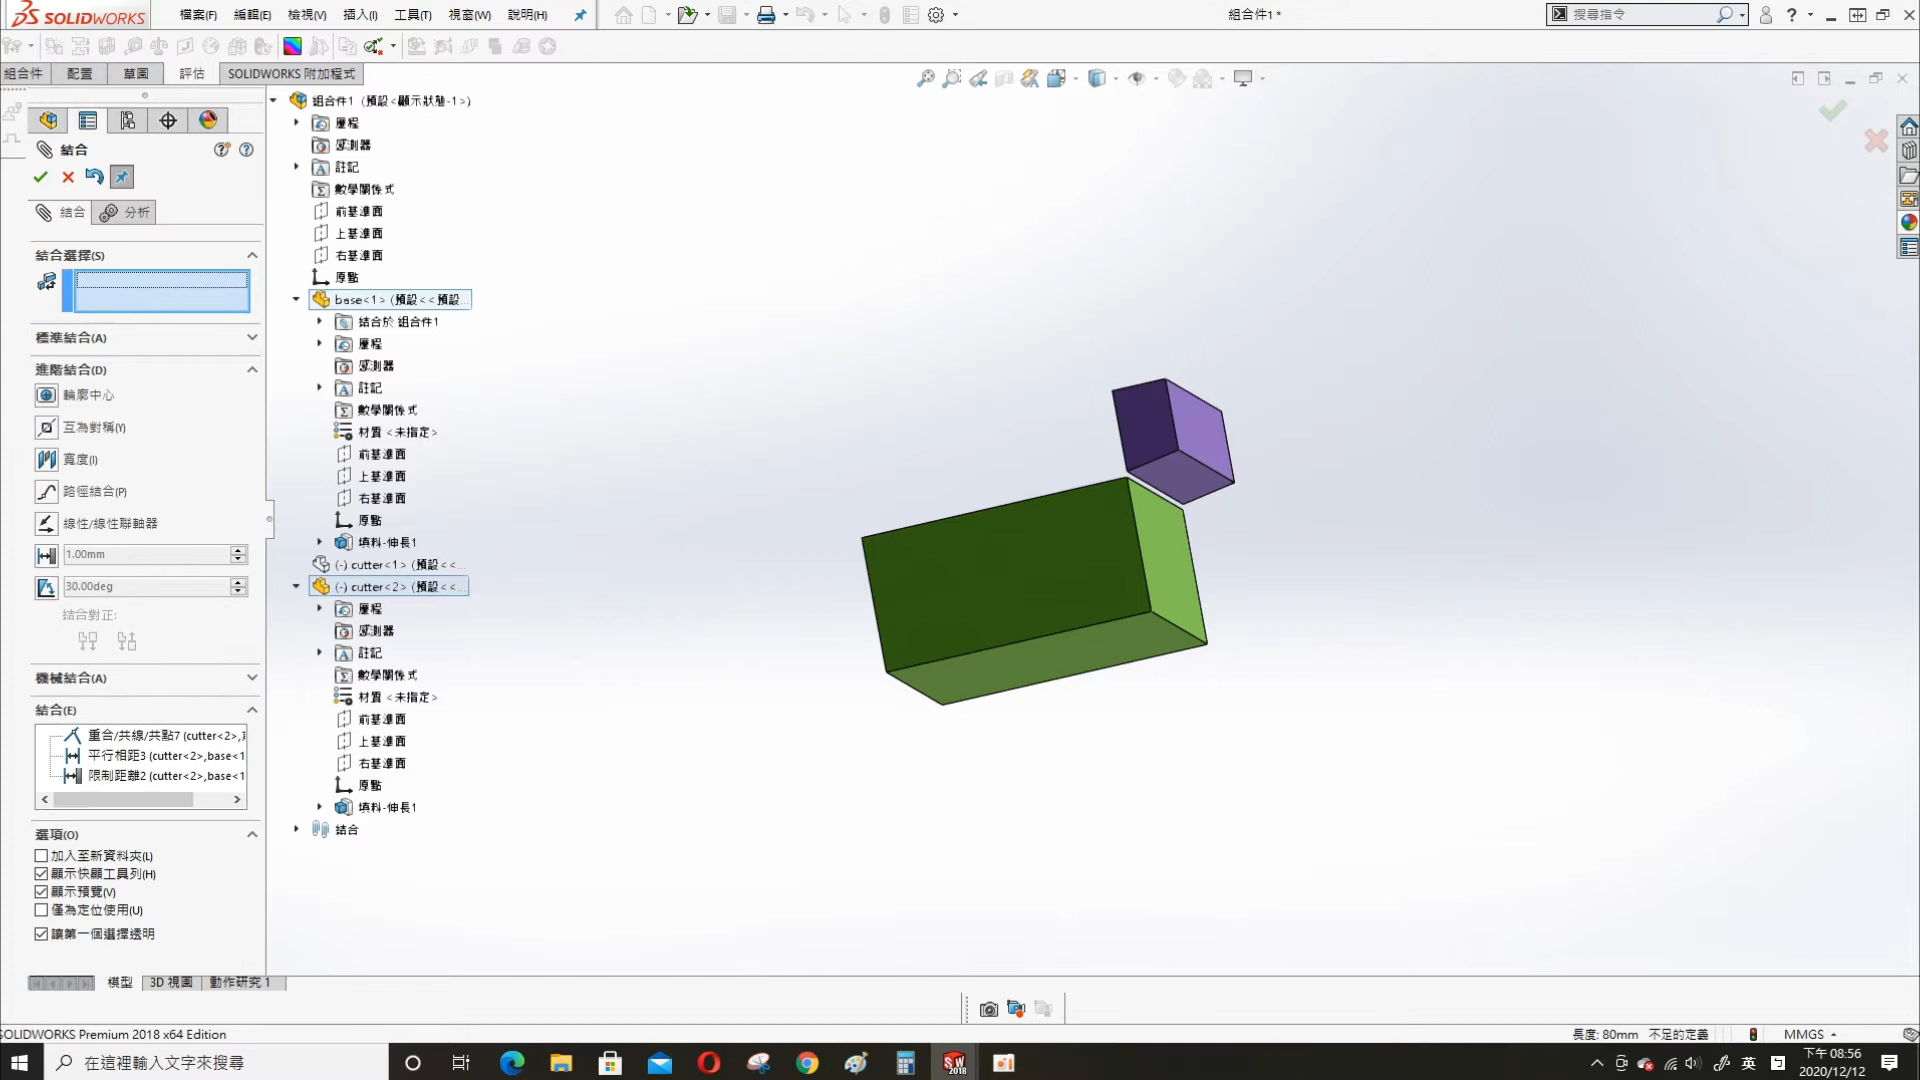 SOLIDWORKS
檔案(F) 編輯(E) 檢視(V) 插入(I) 工具(T) 視窗(W) 說明(H)
組合件1 *
搜尋指令
組合件 配置 草圖 評估 SOLIDWORKS 附加程式
結合
結合 分析
結合選擇(S)
標準結合(A)
進階結合(D)
輪廓中心
互為對稱(Y)
寬度(I)
路徑結合(P)
線性/線性聯軸器
1.00mm
30.00deg
結合對正:
機械結合(A)
結合(E)
重合/共線/共點7 (cutter<2>,
平行相距3 (cutter<2>,base<1
限制距離2 (cutter<2>,base<1
選項(O)
加入至新資料夾(L)
顯示快顯工具列(H)
顯示預覽(V)
僅為定位使用(U)
讓第一個選擇透明
組合件1 (預設<顯示狀態-1>)
歷程
感測器
註記
數學關係式
前基準面
上基準面
右基準面
原點
base<1> (預設<<預設...
結合於 組合件1
歷程
感測器
註記
數學關係式
材質 <未指定>
前基準面
上基準面
右基準面
原點
填料-伸長1
(-) cutter<1> (預設<<...
(-) cutter<2> (預設<<...
歷程
感測器
註記
數學關係式
材質 <未指定>
前基準面
上基準面
右基準面
原點
填料-伸長1
結合
模型 3D 視圖 動作研究 1
SOLIDWORKS Premium 2018 x64 Edition
長度: 80mm 不足的定義 MMGS
在這裡輸入文字來搜尋
SW
2018
英
下午 08:56
2020/12/12